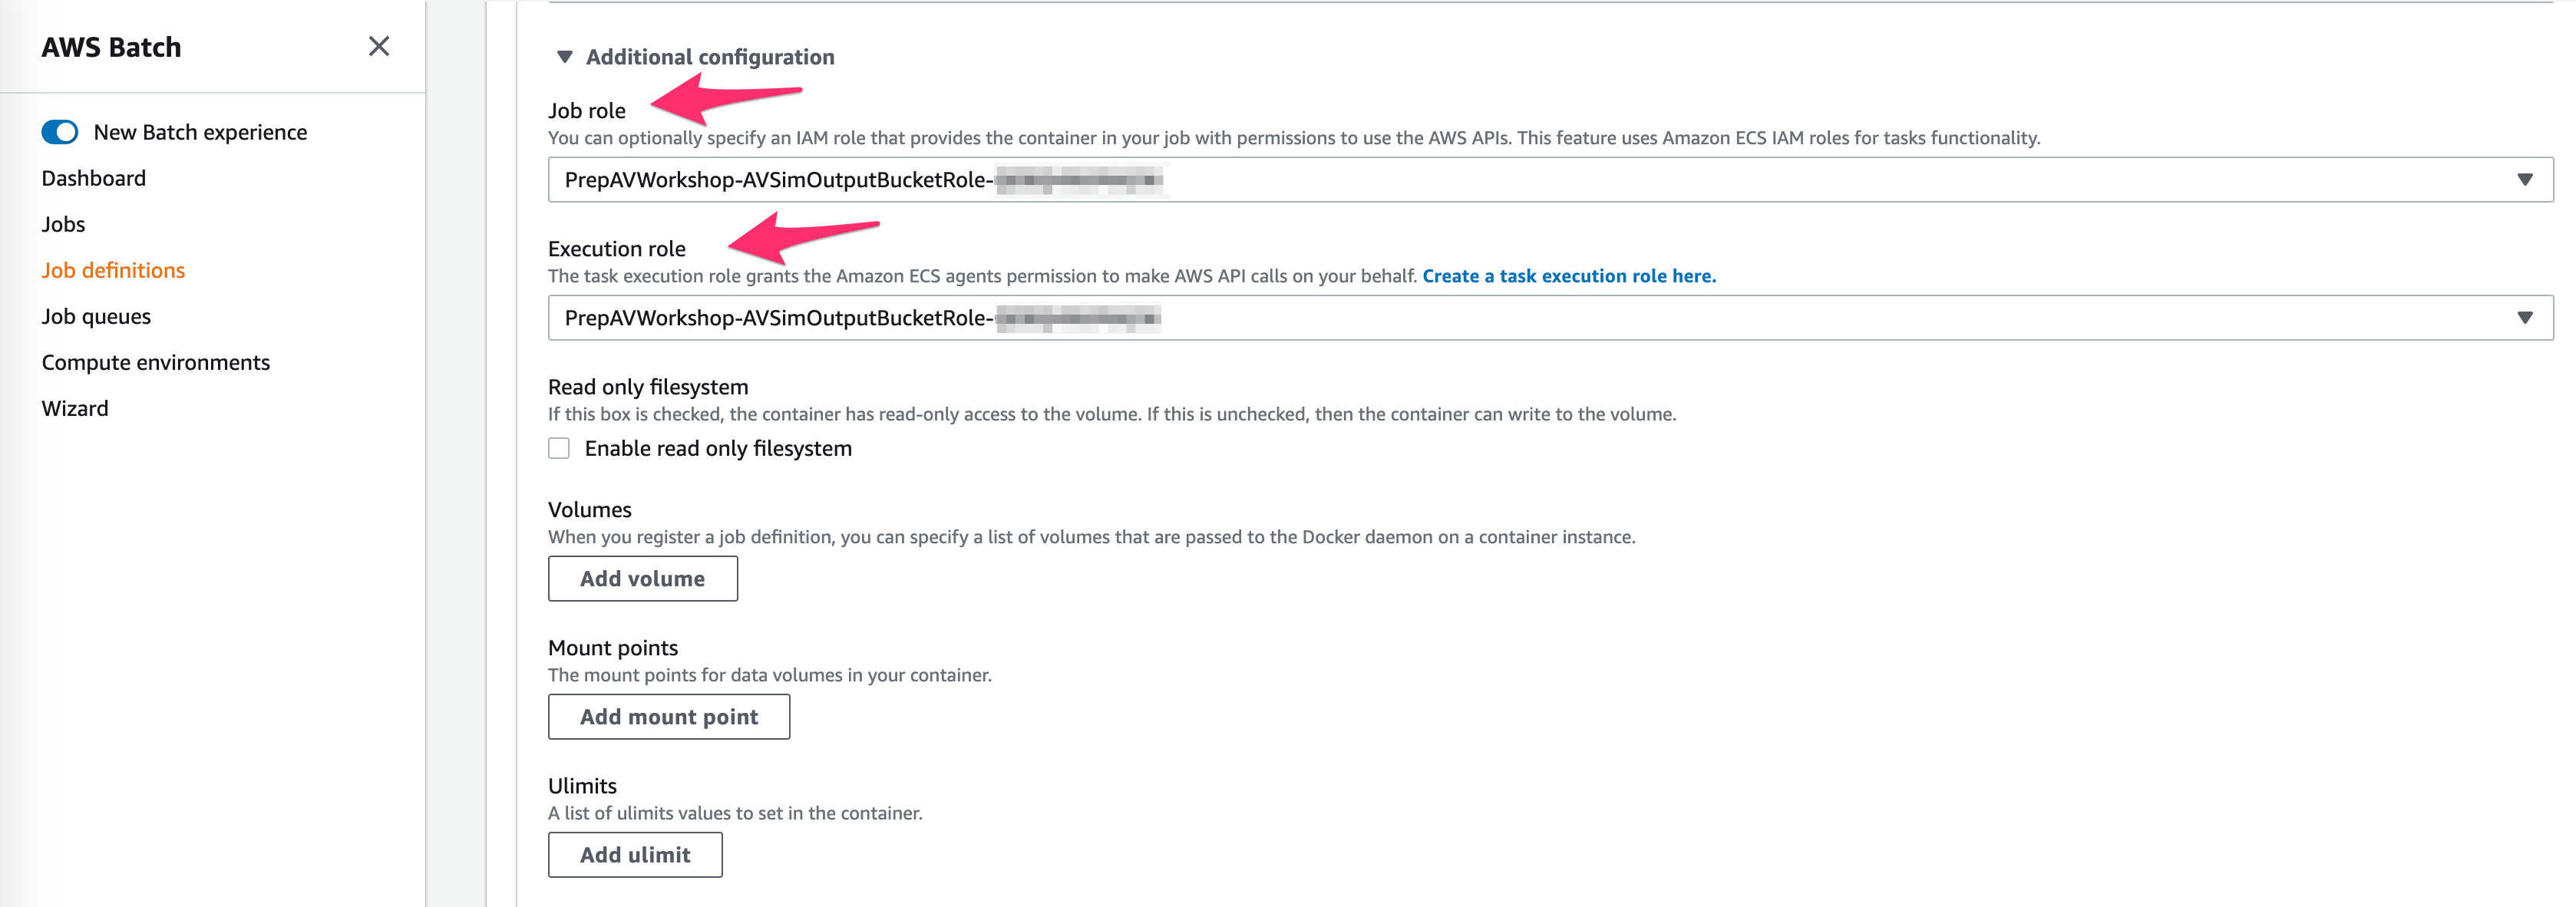 AWS Batch
New Batch experience
Dashboard
Jobs
Job definitions
Job queues
Compute environments
Wizard
Additional configuration
Job role
You can optionally specify an IAM role that provides the container in your job with permissions to use the AWS APIs. This feature uses Amazon ECS IAM roles for tasks functionality.
PrepAVWorkshop-AVSimOutputBucketRole-
Execution role
The task execution role grants the Amazon ECS agents permission to make AWS API calls on your behalf. Create a task execution role here.
PrepAVWorkshop-AVSimOutputBucketRole-
Read only filesystem
If this box is checked, the container has read-only access to the volume. If this is unchecked, then the container can write to the volume.
Enable read only filesystem
Volumes
When you register a job definition, you can specify a list of volumes that are passed to the Docker daemon on a container instance.
Add volume
Mount points
The mount points for data volumes in your container.
Add mount point
Ulimits
A list of ulimits values to set in the container.
Add ulimit